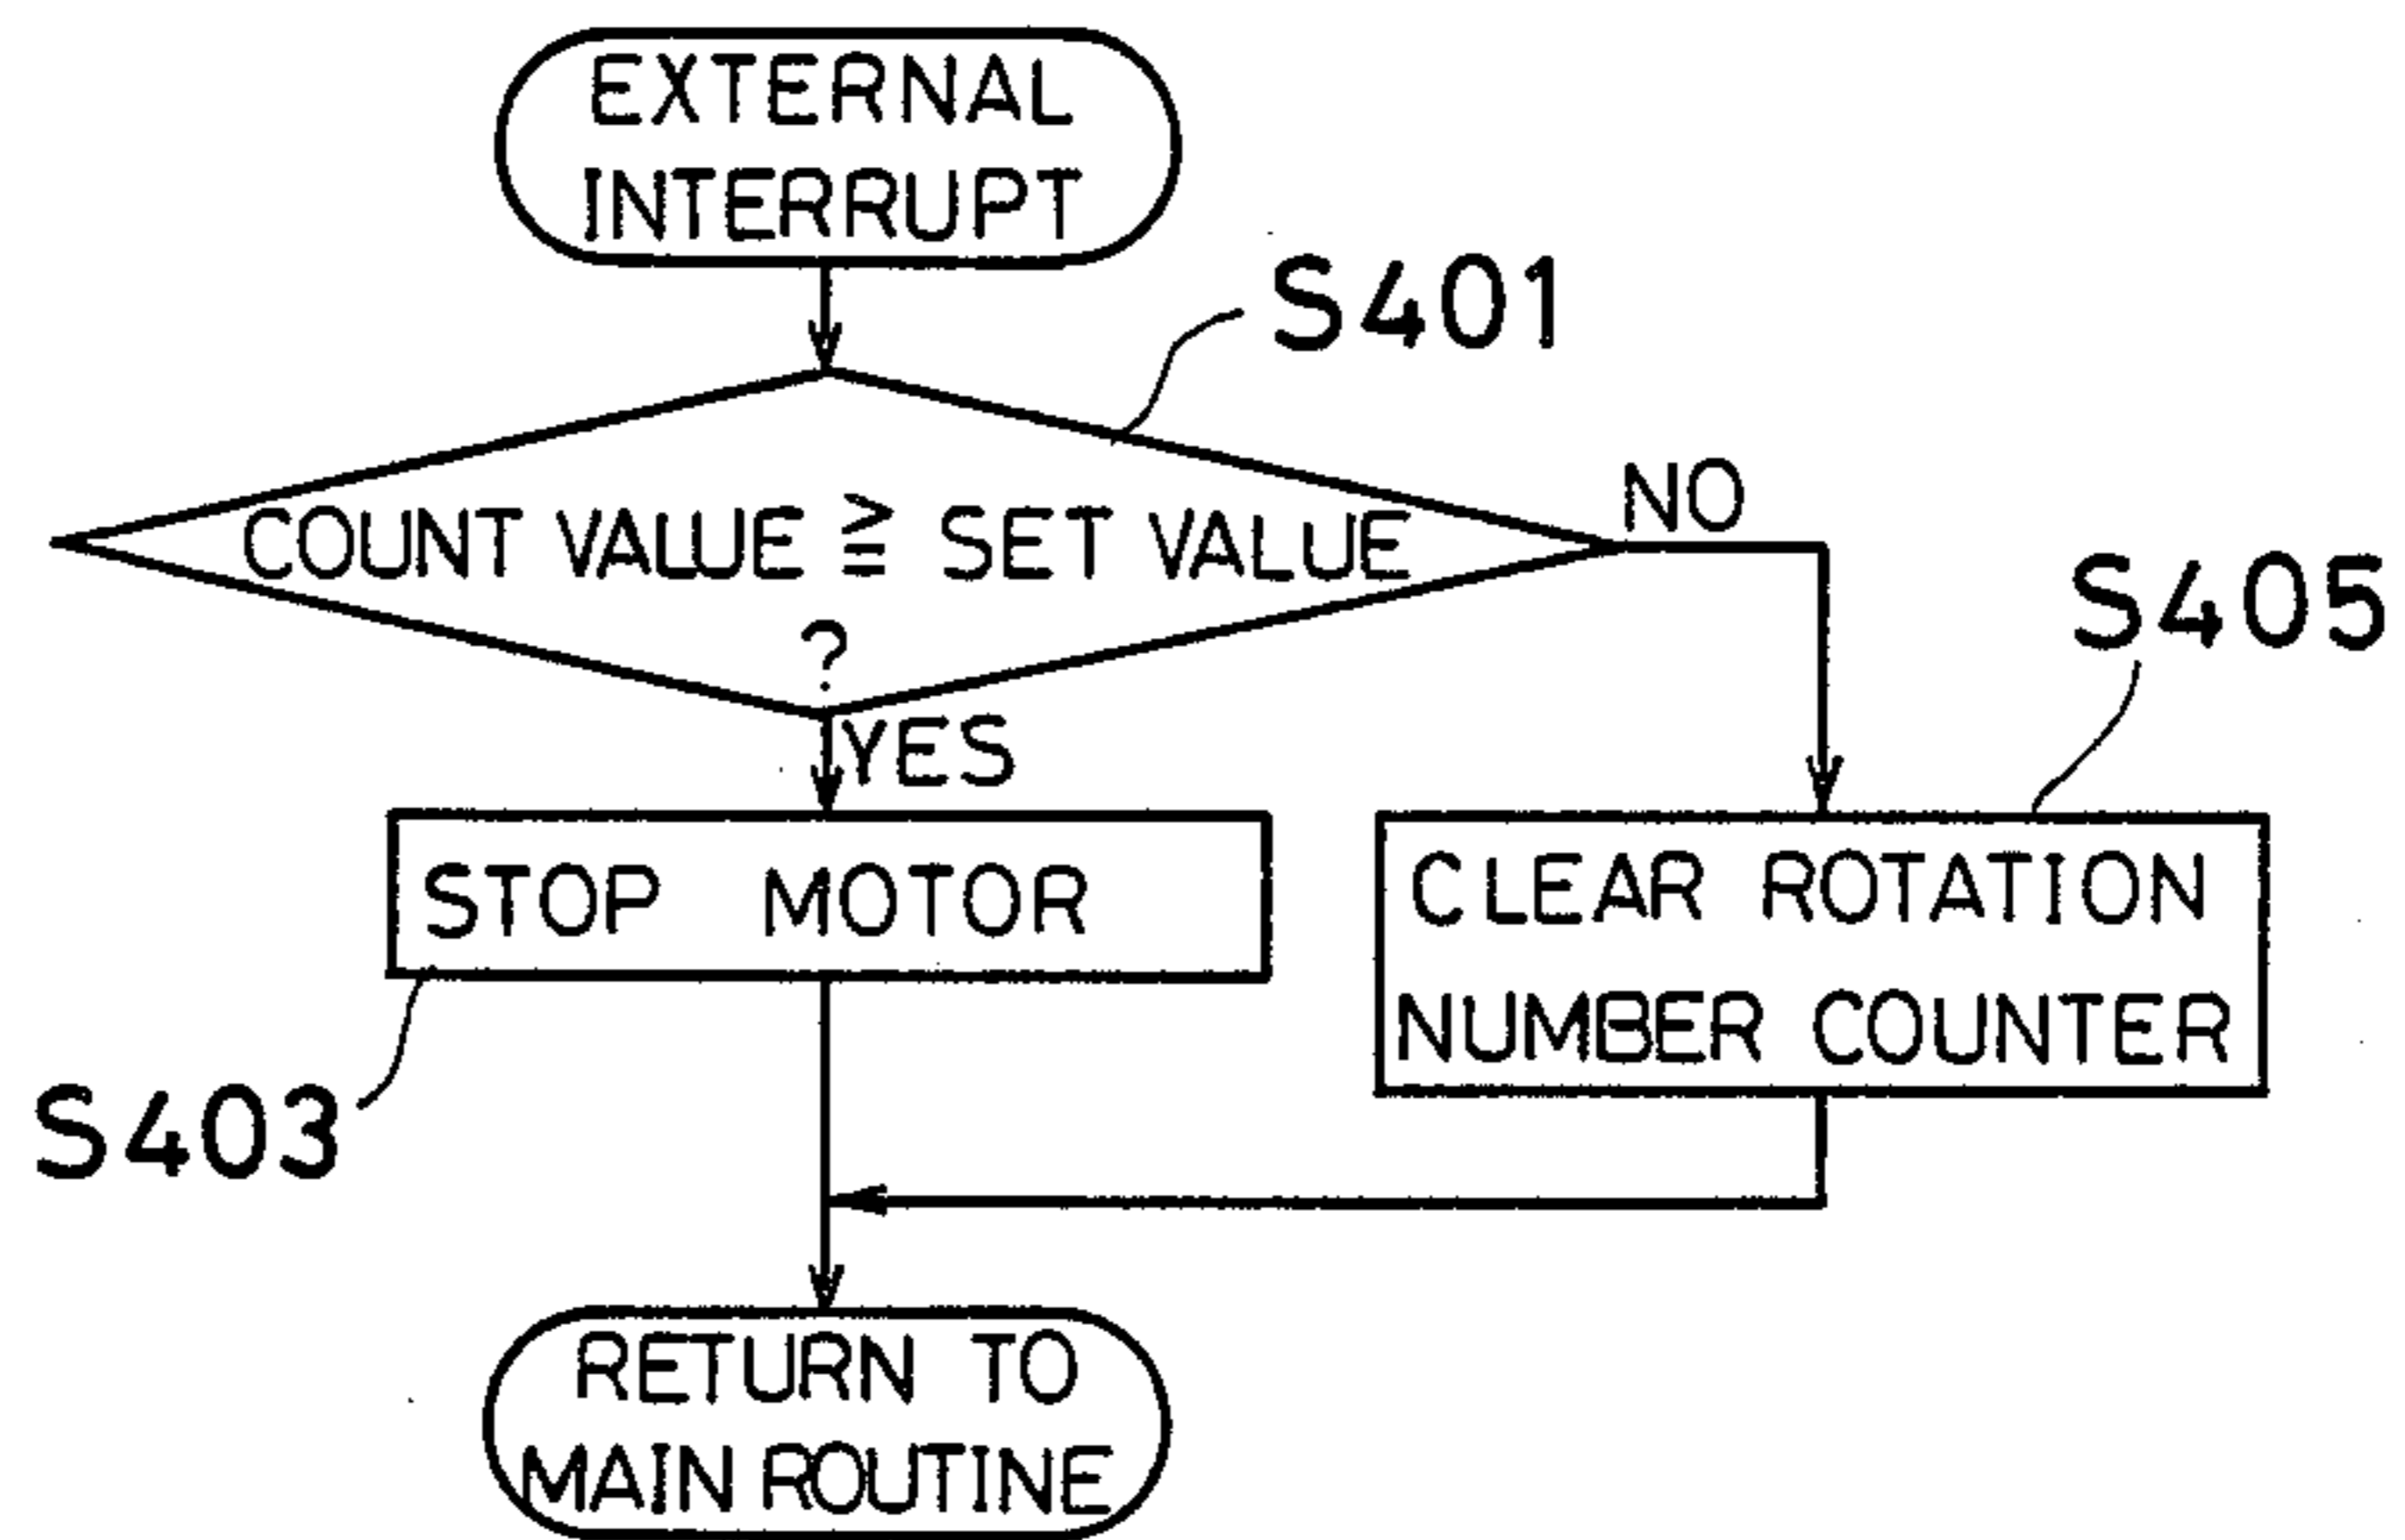 EXTERNAL
INTERRUPT
S401
COUNT VALUE ≧ SET VALUE
?
NO
YES
S405
STOP MOTOR
CLEAR ROTATION
NUMBER COUNTER
S403
RETURN TO
MAIN ROUTINE